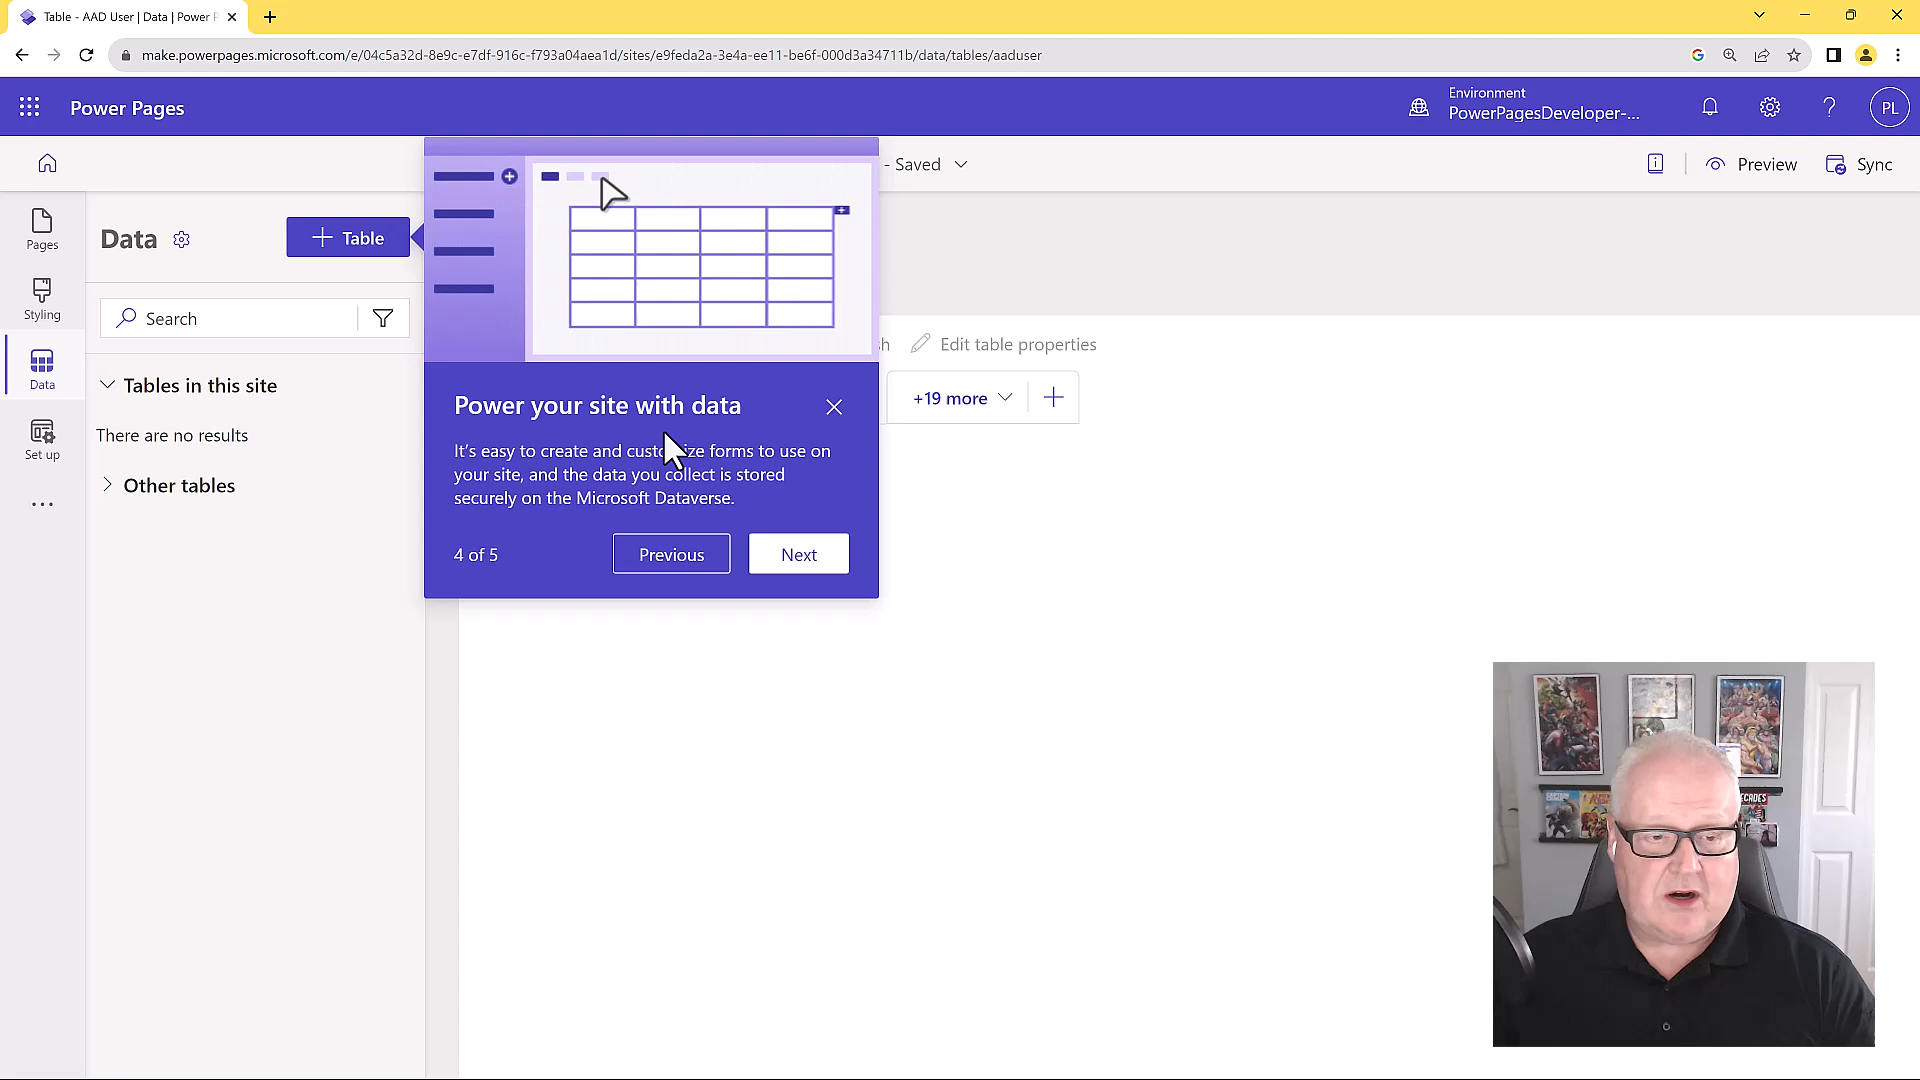 Table - AAD User | Data | Power P
make.powerpages.microsoft.com/e/04c5a32d-8e9c-e7df-916c-f793a04aea1d/sites/e9feda2a-3e4a-ee11-be6f-000d3a34711b/data/tables/aaduser
Power Pages
Environment
PowerPagesDeveloper-...
PL
- Saved
Preview
Sync
Pages
Styling
Data
Set up
Data
Table
Search
Tables in this site
There are no results
Other tables
Edit table properties
+19 more
Power your site with data
It's easy to create and customize forms to use on
your site, and the data you collect is stored
securely on the Microsoft Dataverse.
4 of 5
Previous
Next